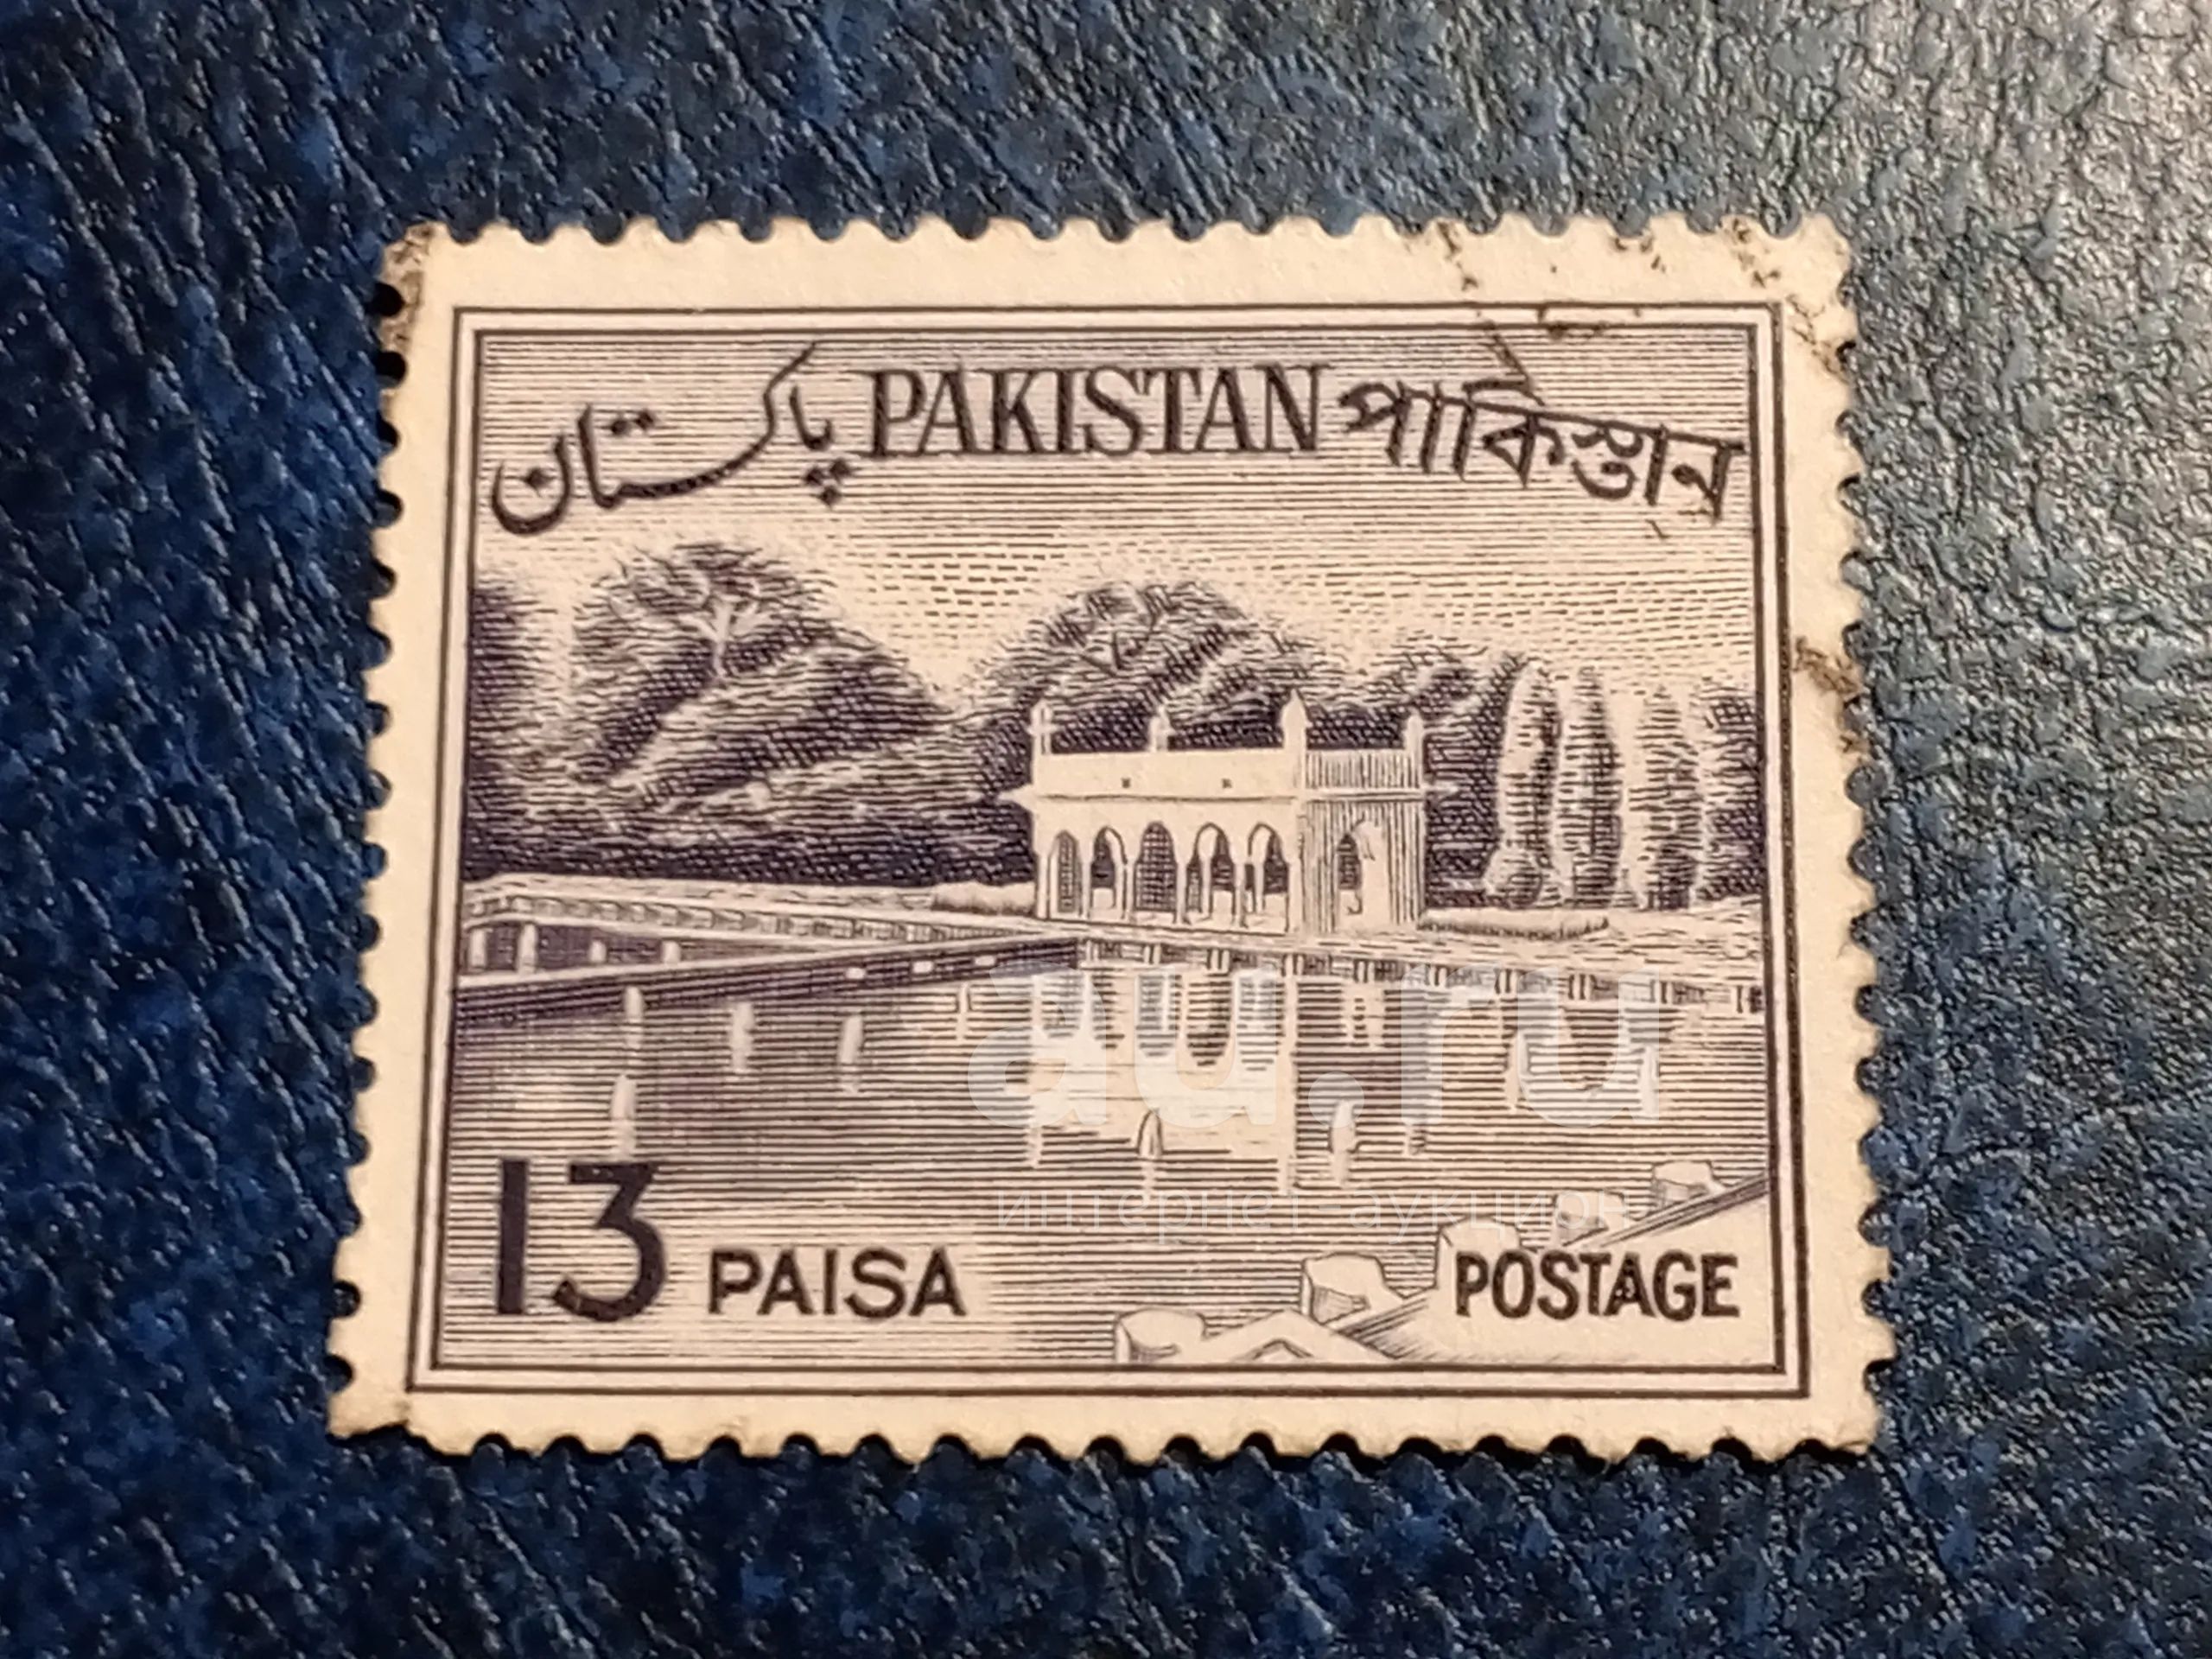 پاکستان PAKISTAN পাকিস্তান
au.ru
интернет-аукцион
13 PAISA POSTAGE